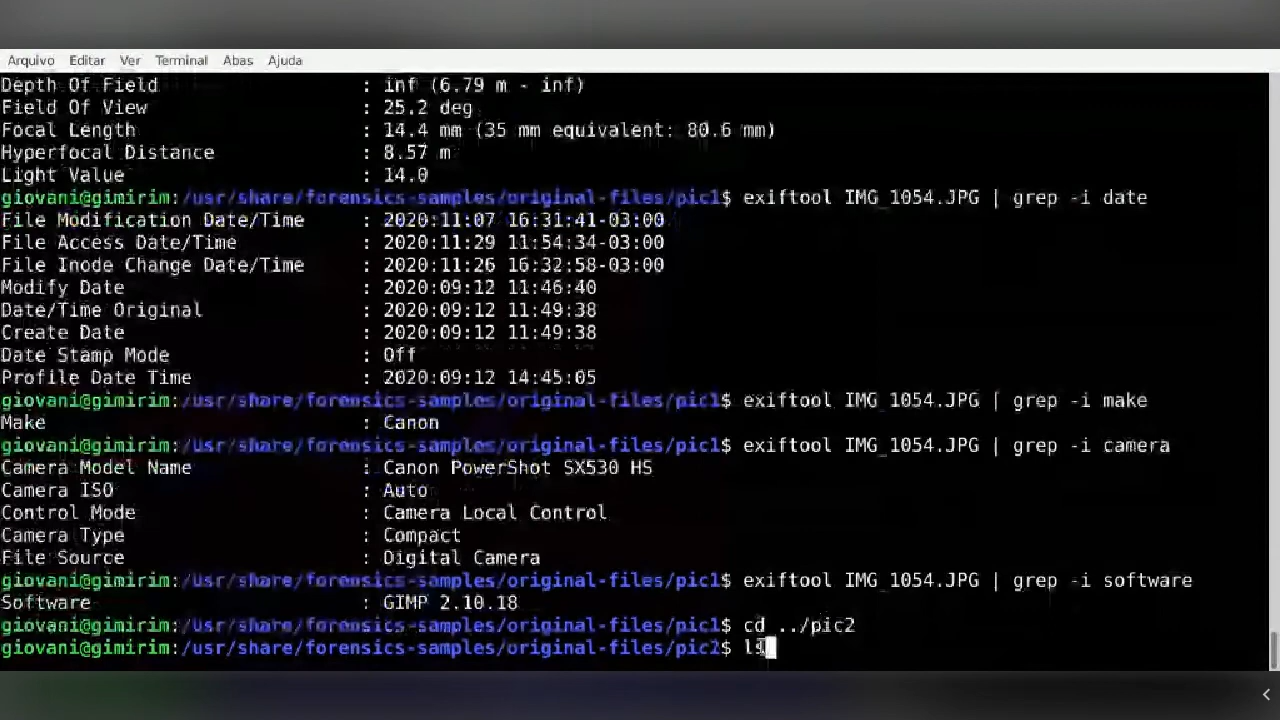 Arquivo Editar Ver Terminal Abas Ajuda
Depth Of Field : inf (6.79 m - inf)
Field Of View : 25.2 deg
Focal Length : 14.4 mm (35 mm equivalent: 80.6 mm)
Hyperfocal Distance : 8.57 m
Light Value : 14.0
giovani@gimirim:/usr/share/forensics-samples/original-files/pic1$ exiftool IMG_1054.JPG | grep -i date
File Modification Date/Time : 2020:11:07 16:31:41-03:00
File Access Date/Time : 2020:11:29 11:54:34-03:00
File Inode Change Date/Time : 2020:11:26 16:32:58-03:00
Modify Date : 2020:09:12 11:46:40
Date/Time Original : 2020:09:12 11:49:38
Create Date : 2020:09:12 11:49:38
Date Stamp Mode : Off
Profile Date Time : 2020:09:12 14:45:05
giovani@gimirim:/usr/share/forensics-samples/original-files/pic1$ exiftool IMG_1054.JPG | grep -i make
Make : Canon
giovani@gimirim:/usr/share/forensics-samples/original-files/pic1$ exiftool IMG_1054.JPG | grep -i camera
Camera Model Name : Canon PowerShot SX530 HS
Camera ISO : Auto
Control Mode : Camera Local Control
Camera Type : Compact
File Source : Digital Camera
giovani@gimirim:/usr/share/forensics-samples/original-files/pic1$ exiftool IMG_1054.JPG | grep -i software
Software : GIMP 2.10.18
giovani@gimirim:/usr/share/forensics-samples/original-files/pic1$ cd ../pic2
giovani@gimirim:/usr/share/forensics-samples/original-files/pic2$ ls